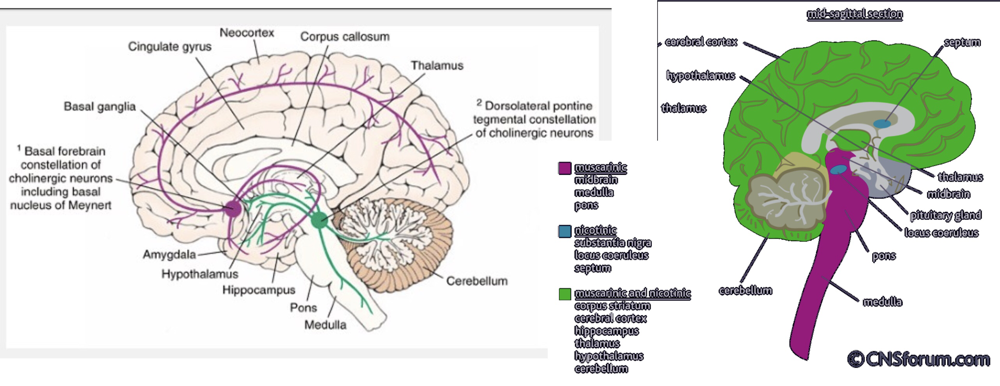 Neocortex
Corpus callosum
Cingulate gyrus
Thalamus
Basal ganglia
2 Dorsolateral pontine
tegmental constellation
of cholinergic neurons
1 Basal forebrain
constellation of
cholinergic neurons
including basal
nucleus of Meynert
Amygdala
Hypothalamus
Hippocampus
Pons
Medulla
Cerebellum
muscarinic
midbrain
medulla
pons
nicotinic
substantia nigra
locus coeruleus
septum
muscarinic and nicotinic
corpus striatum
cerebral cortex
hippocampus
thalamus
hypothalamus
cerebellum
mid-sagittal section
cerebral cortex
septum
hypothalamus
thalamus
thalamus
midbrain
pituitary gland
locus coeruleus
pons
cerebellum
medulla
©CNSforum.com